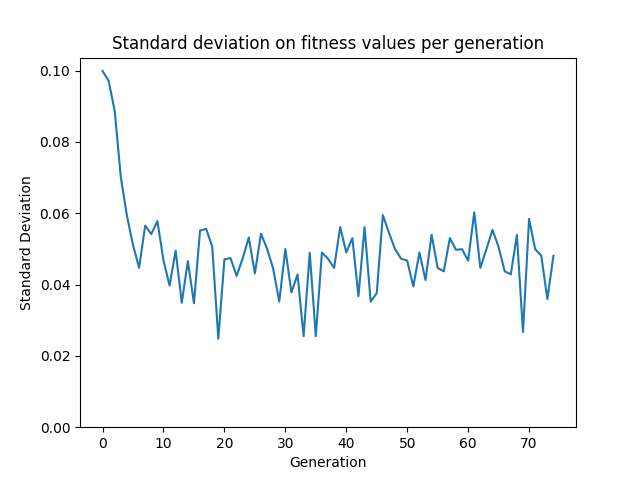 Standard deviation on fitness values per generation
0.10
0.08
0.06
0.04
0.02
0.00
Standard Deviation
0 10 20 30 40 50 60 70
Generation